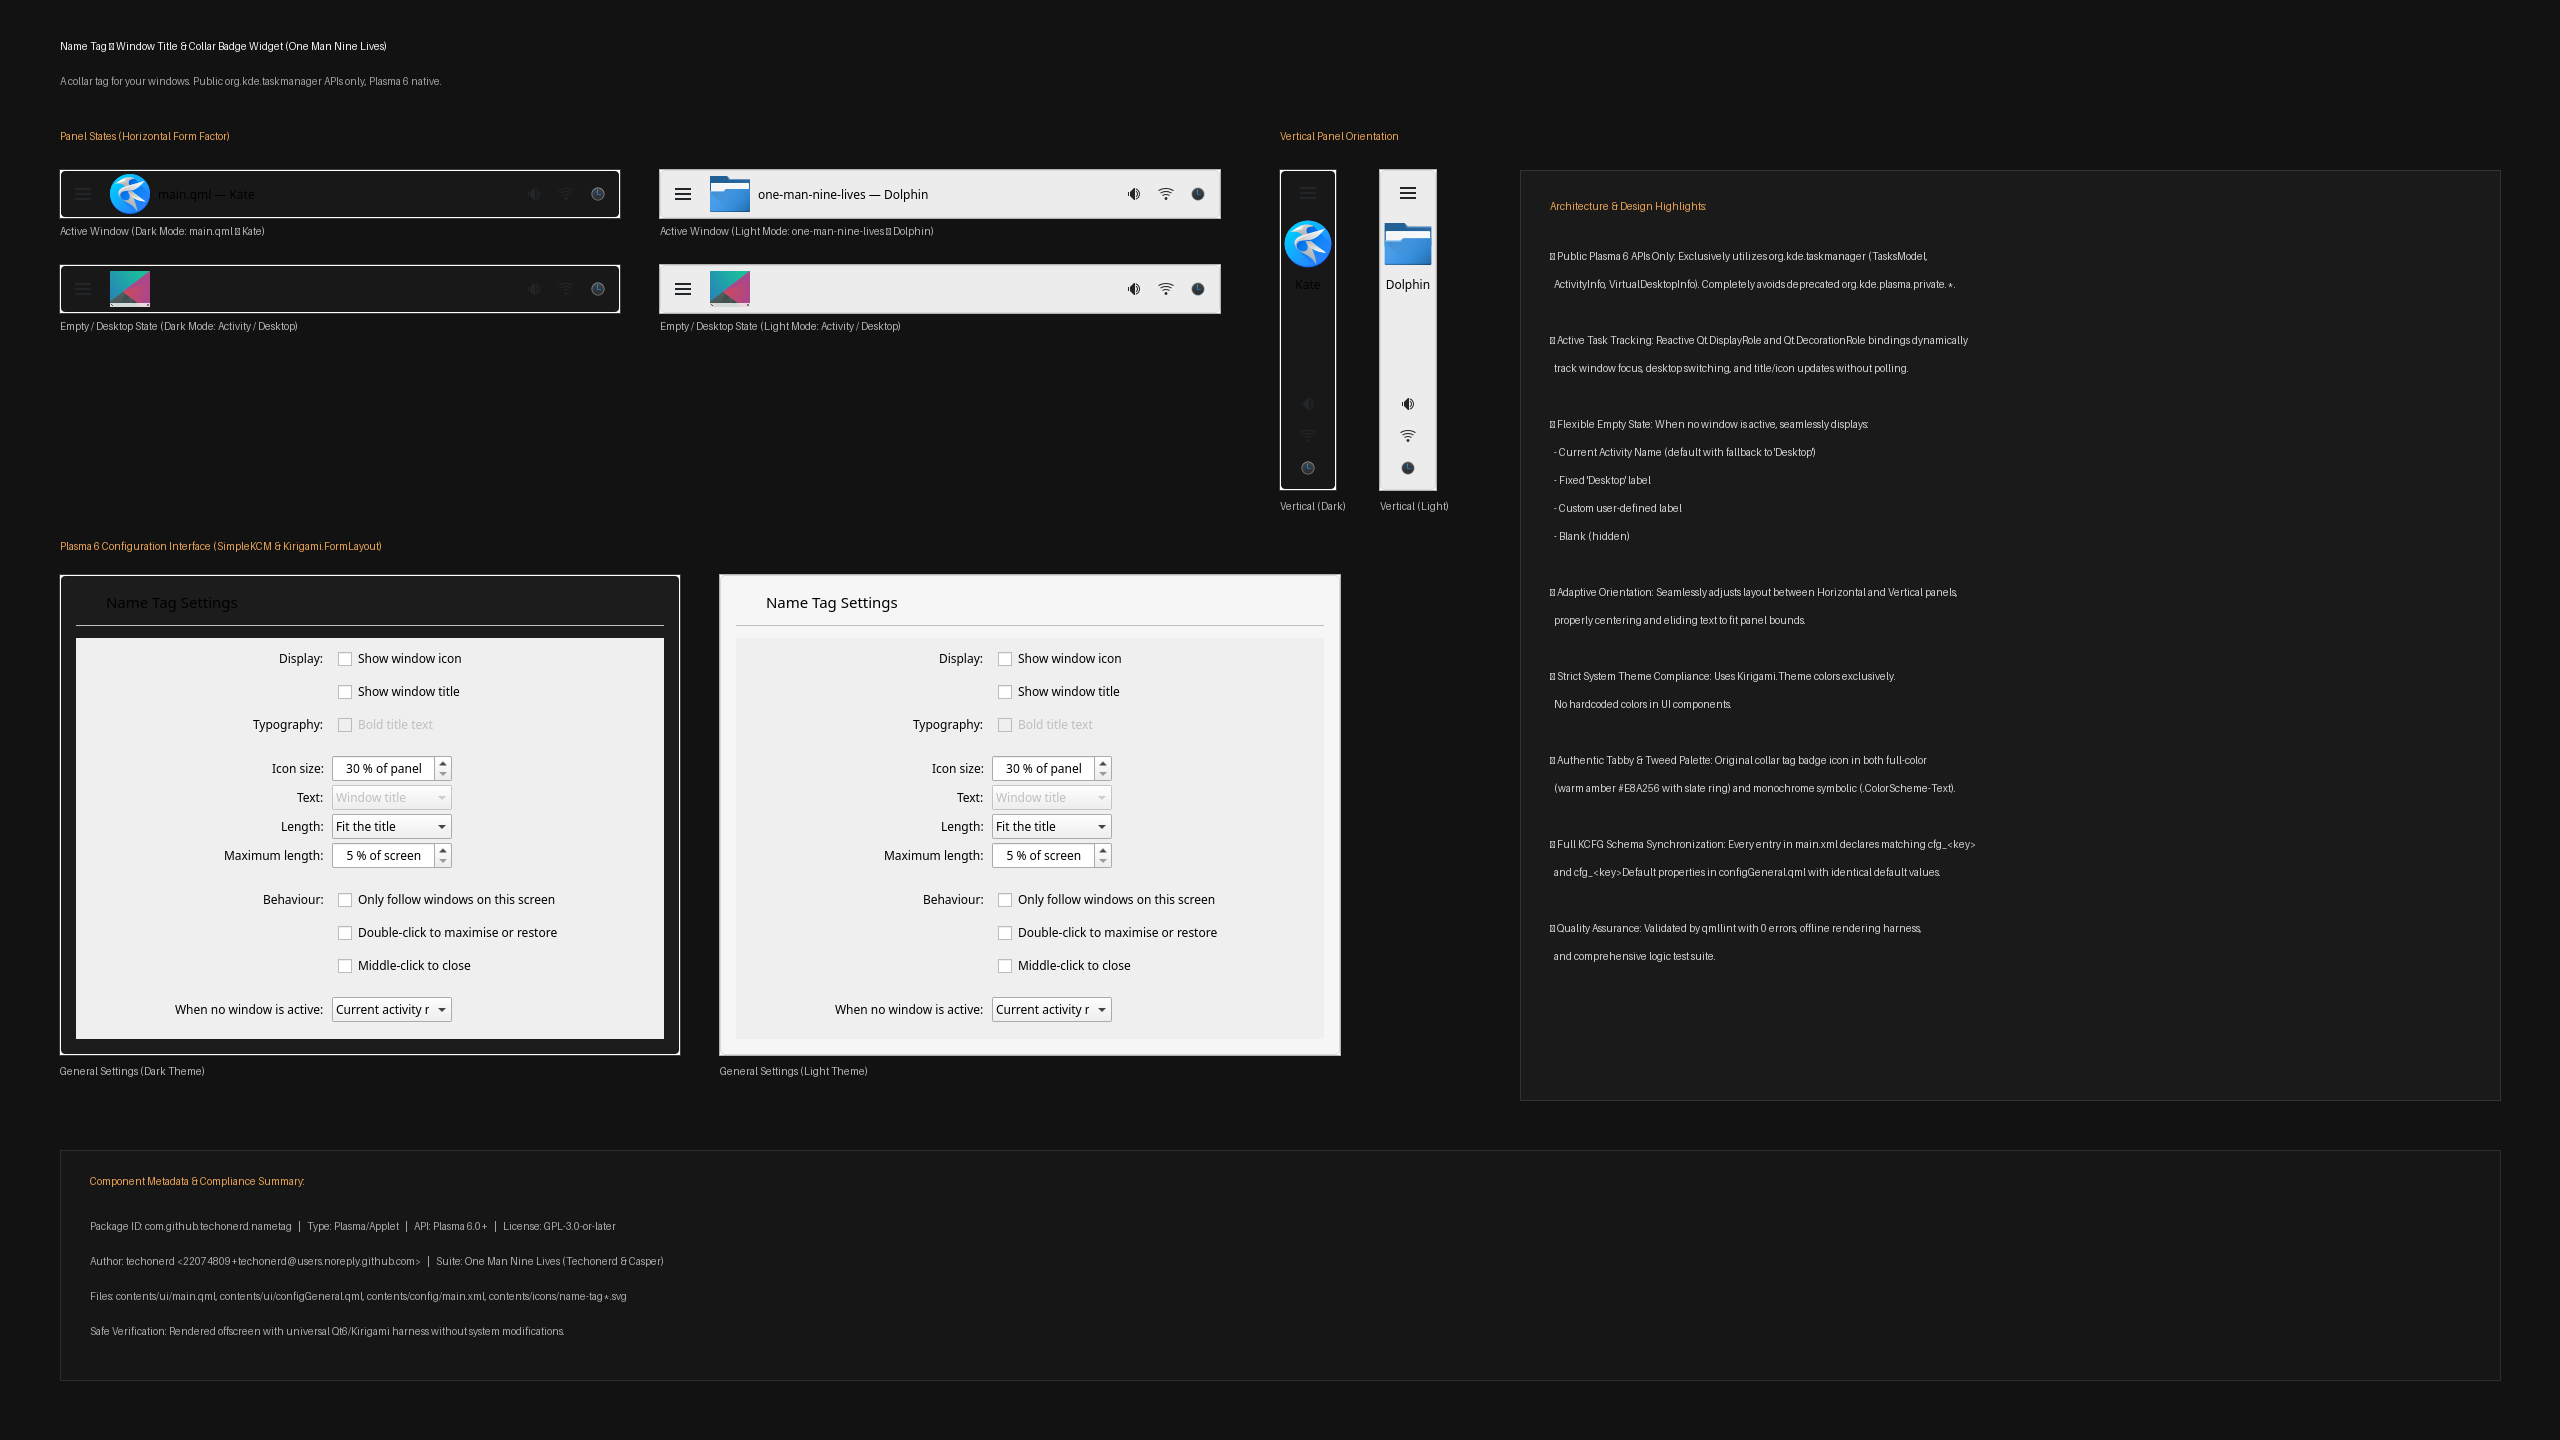 Name Tag ▯ Window Title & Collar Badge Widget (One Man Nine Lives)
A collar tag for your windows. Public org.kde.taskmanager APIs only, Plasma 6 native.
Panel States (Horizontal Form Factor)
main.qml — Kate
one-man-nine-lives — Dolphin
Active Window (Dark Mode: main.qml ▯ Kate)
Active Window (Light Mode: one-man-nine-lives ▯ Dolphin)
Empty / Desktop State (Dark Mode: Activity / Desktop)
Empty / Desktop State (Light Mode: Activity / Desktop)
Vertical Panel Orientation
Kate
Dolphin
Vertical (Dark)
Vertical (Light)
Plasma 6 Configuration Interface (SimpleKCM & Kirigami.FormLayout)
Name Tag Settings
Display:
Show window icon
Show window title
Typography:
Bold title text
Icon size:
30 % of panel
Text:
Window title
Length:
Fit the title
Maximum length:
5 % of screen
Behaviour:
Only follow windows on this screen
Double-click to maximise or restore
Middle-click to close
When no window is active:
Current activity r
General Settings (Dark Theme)
Name Tag Settings
Display:
Show window icon
Show window title
Typography:
Bold title text
Icon size:
30 % of panel
Text:
Window title
Length:
Fit the title
Maximum length:
5 % of screen
Behaviour:
Only follow windows on this screen
Double-click to maximise or restore
Middle-click to close
When no window is active:
Current activity r
General Settings (Light Theme)
Architecture & Design Highlights:
▯ Public Plasma 6 APIs Only: Exclusively utilizes org.kde.taskmanager (TasksModel,
ActivityInfo, VirtualDesktopInfo). Completely avoids deprecated org.kde.plasma.private.*.
▯ Active Task Tracking: Reactive Qt.DisplayRole and Qt.DecorationRole bindings dynamically
track window focus, desktop switching, and title/icon updates without polling.
▯ Flexible Empty State: When no window is active, seamlessly displays:
- Current Activity Name (default with fallback to 'Desktop')
- Fixed 'Desktop' label
- Custom user-defined label
- Blank (hidden)
▯ Adaptive Orientation: Seamlessly adjusts layout between Horizontal and Vertical panels,
properly centering and eliding text to fit panel bounds.
▯ Strict System Theme Compliance: Uses Kirigami.Theme colors exclusively.
No hardcoded colors in UI components.
▯ Authentic Tabby & Tweed Palette: Original collar tag badge icon in both full-color
(warm amber #E8A256 with slate ring) and monochrome symbolic (.ColorScheme-Text).
▯ Full KCFG Schema Synchronization: Every entry in main.xml declares matching cfg_<key>
and cfg_<key>Default properties in configGeneral.qml with identical default values.
▯ Quality Assurance: Validated by qmllint with 0 errors, offline rendering harness,
and comprehensive logic test suite.
Component Metadata & Compliance Summary:
Package ID: com.github.techonerd.nametag | Type: Plasma/Applet | API: Plasma 6.0+ | License: GPL-3.0-or-later
Author: techonerd <22074809+techonerd@users.noreply.github.com> | Suite: One Man Nine Lives (Techonerd & Casper)
Files: contents/ui/main.qml, contents/ui/configGeneral.qml, contents/config/main.xml, contents/icons/name-tag*.svg
Safe Verification: Rendered offscreen with universal Qt6/Kirigami harness without system modifications.